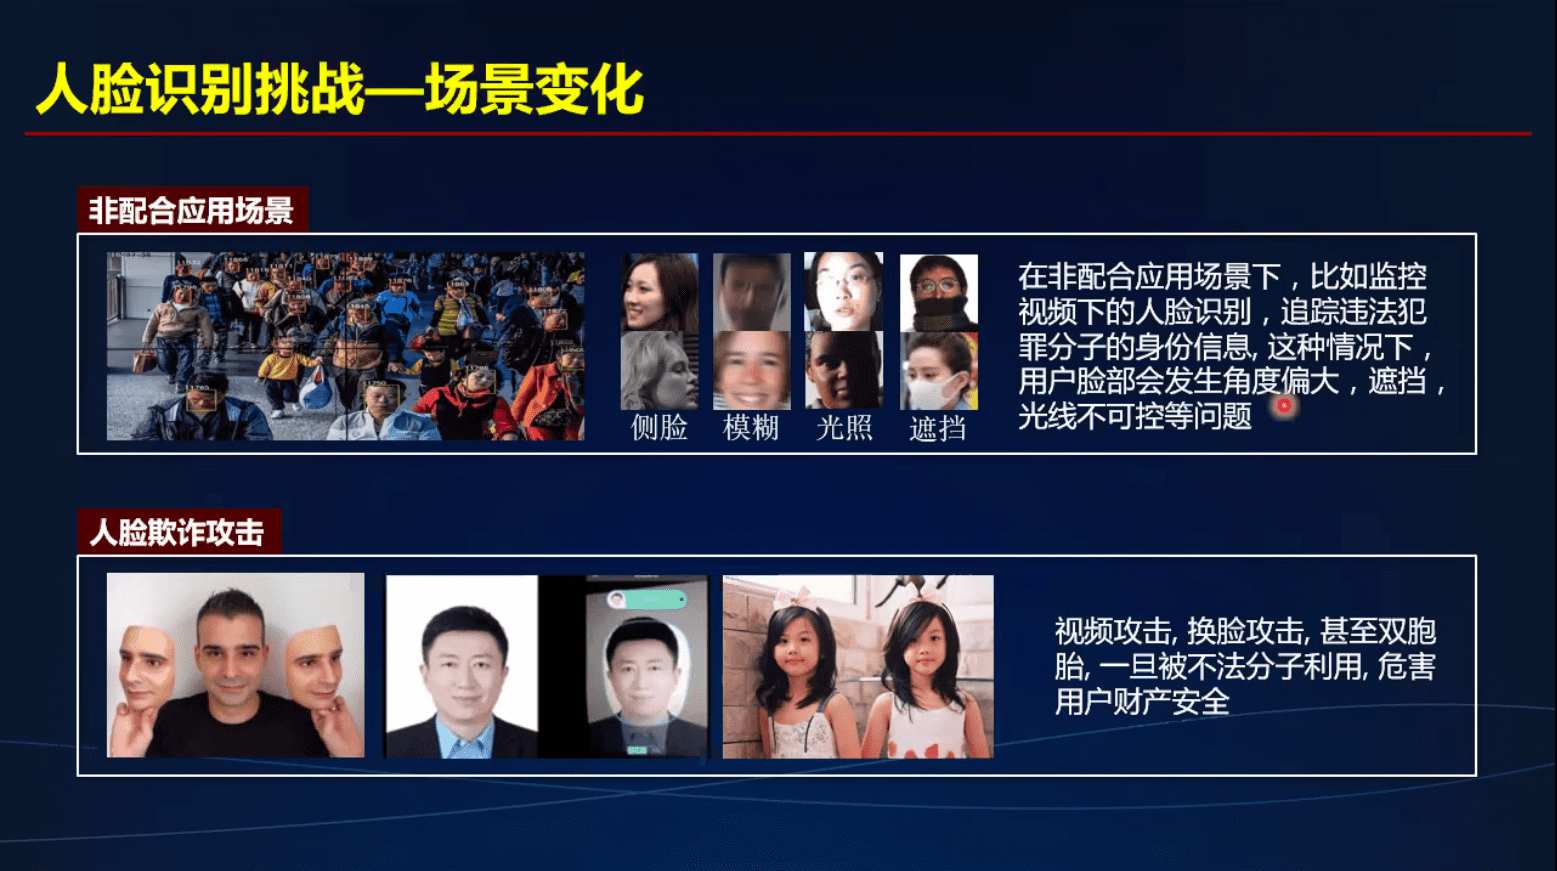 人脸识别挑战—场景变化
非配合应用场景
侧脸
模糊
光照
遮挡
在非配合应用场景下，比如监控
视频下的人脸识别，追踪违法犯
罪分子的身份信息, 这种情况下，
用户脸部会发生角度偏大，遮挡，
光线不可控等问题
人脸欺诈攻击
视频攻击, 换脸攻击, 甚至双胞
胎, 一旦被不法分子利用, 危害
用户财产安全